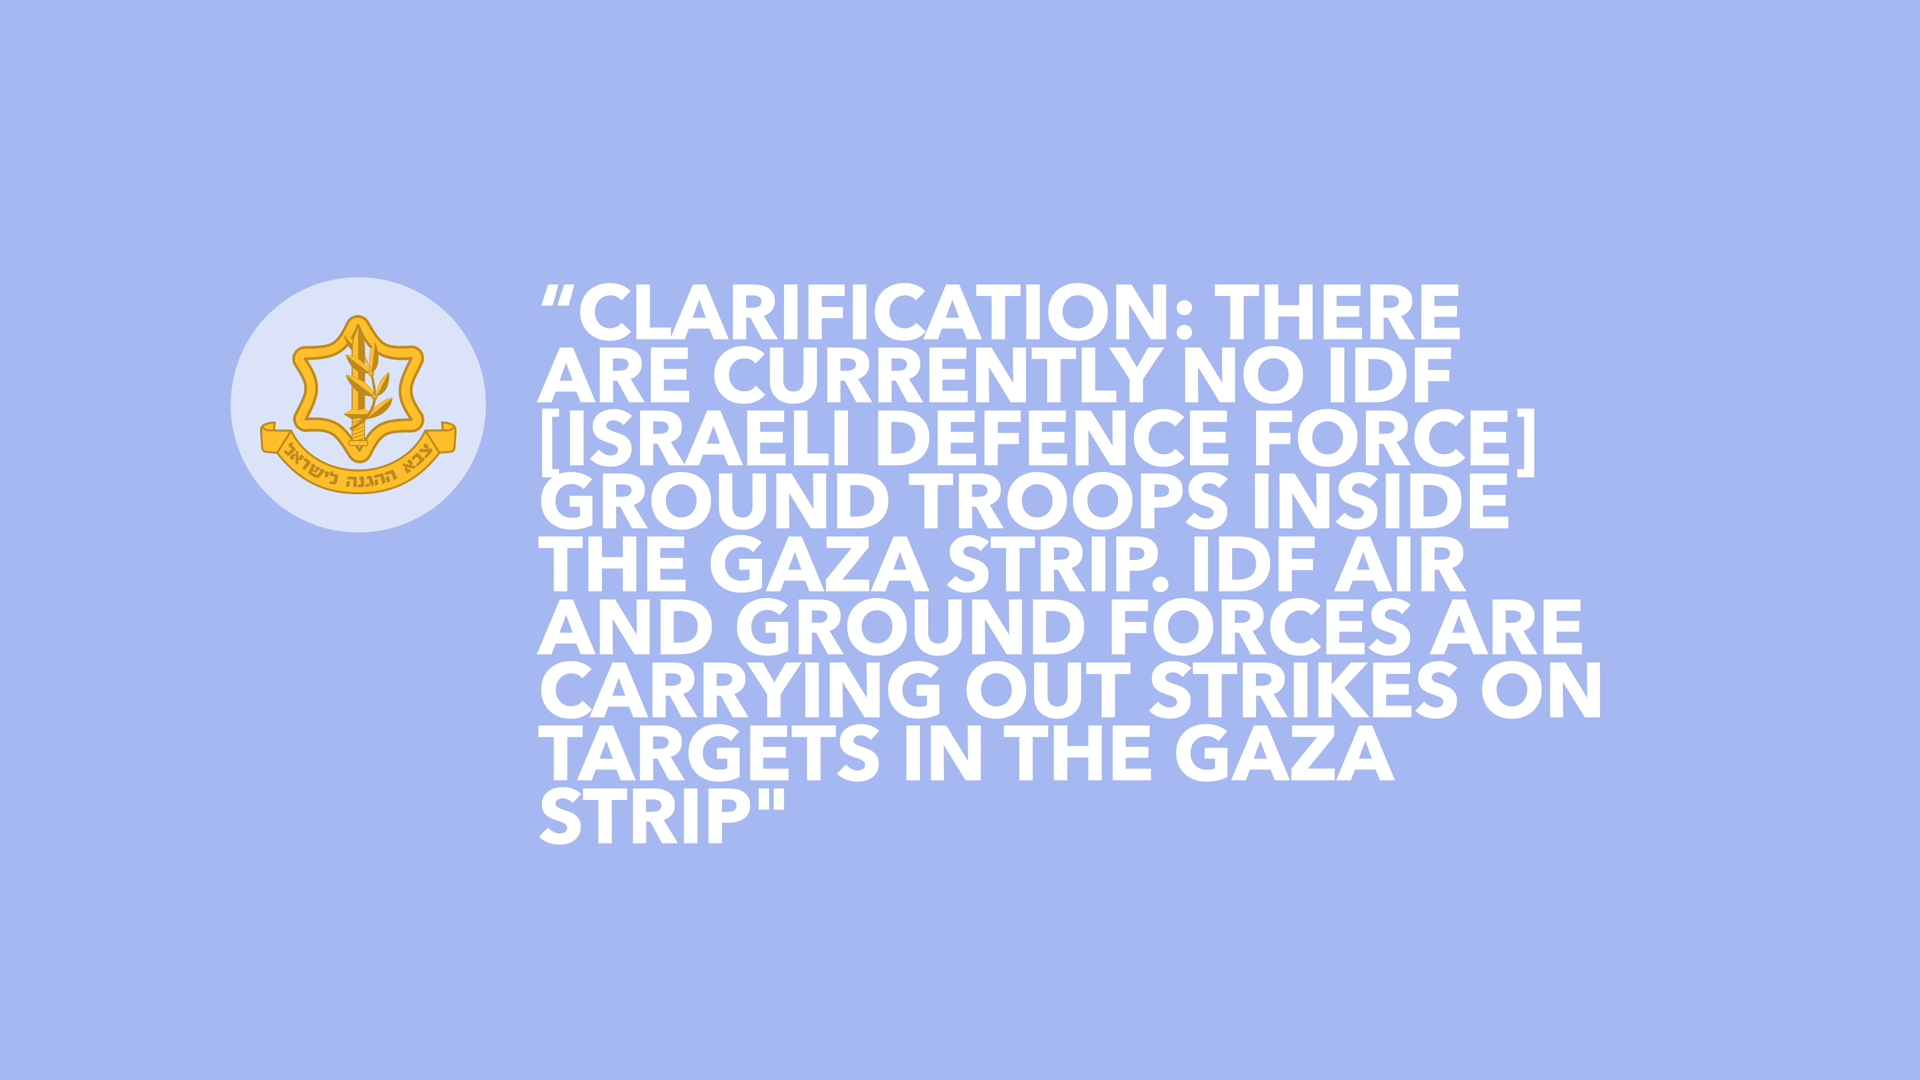 צבא ההגנה לישראל
“CLARIFICATION: THERE
ARE CURRENTLY NO IDF
[ISRAELI DEFENCE FORCE]
GROUND TROOPS INSIDE
THE GAZA STRIP. IDF AIR
AND GROUND FORCES ARE
CARRYING OUT STRIKES ON
TARGETS IN THE GAZA
STRIP"